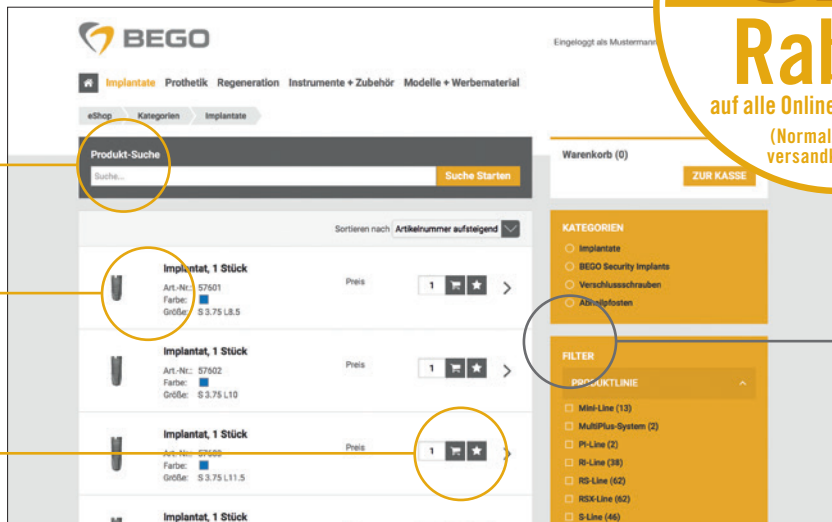 BEGO
Eingeloggt als Mustermann
Implantate Prothetik Regeneration Instrumente + Zubehör Modelle + Werbematerial
eShop Kategorien Implantate
Produkt-Suche
Suche...
Suche Starten
Sortieren nach Artikelnummer aufsteigend
Implantat, 1 Stück
Art.-Nr.: 57601
Farbe:
Größe: S 3.75 L8.5
Preis
1
Implantat, 1 Stück
Art.-Nr.: 57602
Farbe:
Größe: S 3.75 L10
Preis
1
Implantat, 1 Stück
Art.-Nr.:
Farbe:
Größe: S 3.75 L11.5
Preis
1
Implantat, 1 Stück
auf alle Online
(Normal
Warenkorb (0)
ZUR KASSE
KATEGORIEN
Implantate
BEGO Security Implants
Verschlussschrauben
Abheilpfosten
FILTER
PRODUKTLINIE
Mini-Line (13)
MultiPlus-System (2)
PI-Line (2)
RI-Line (38)
RS-Line (62)
RSX-Line (62)
S-Line (46)